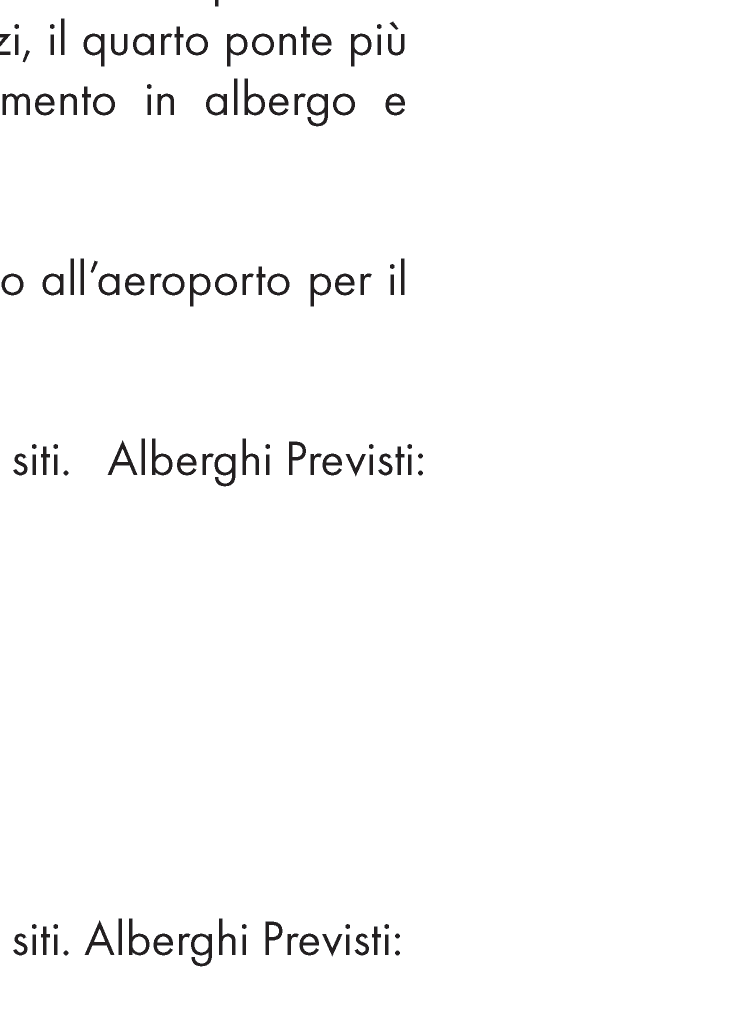 zi, il quarto ponte più
mento in albergo e
o all’aeroporto per il
siti. Alberghi Previsti:
siti. Alberghi Previsti: